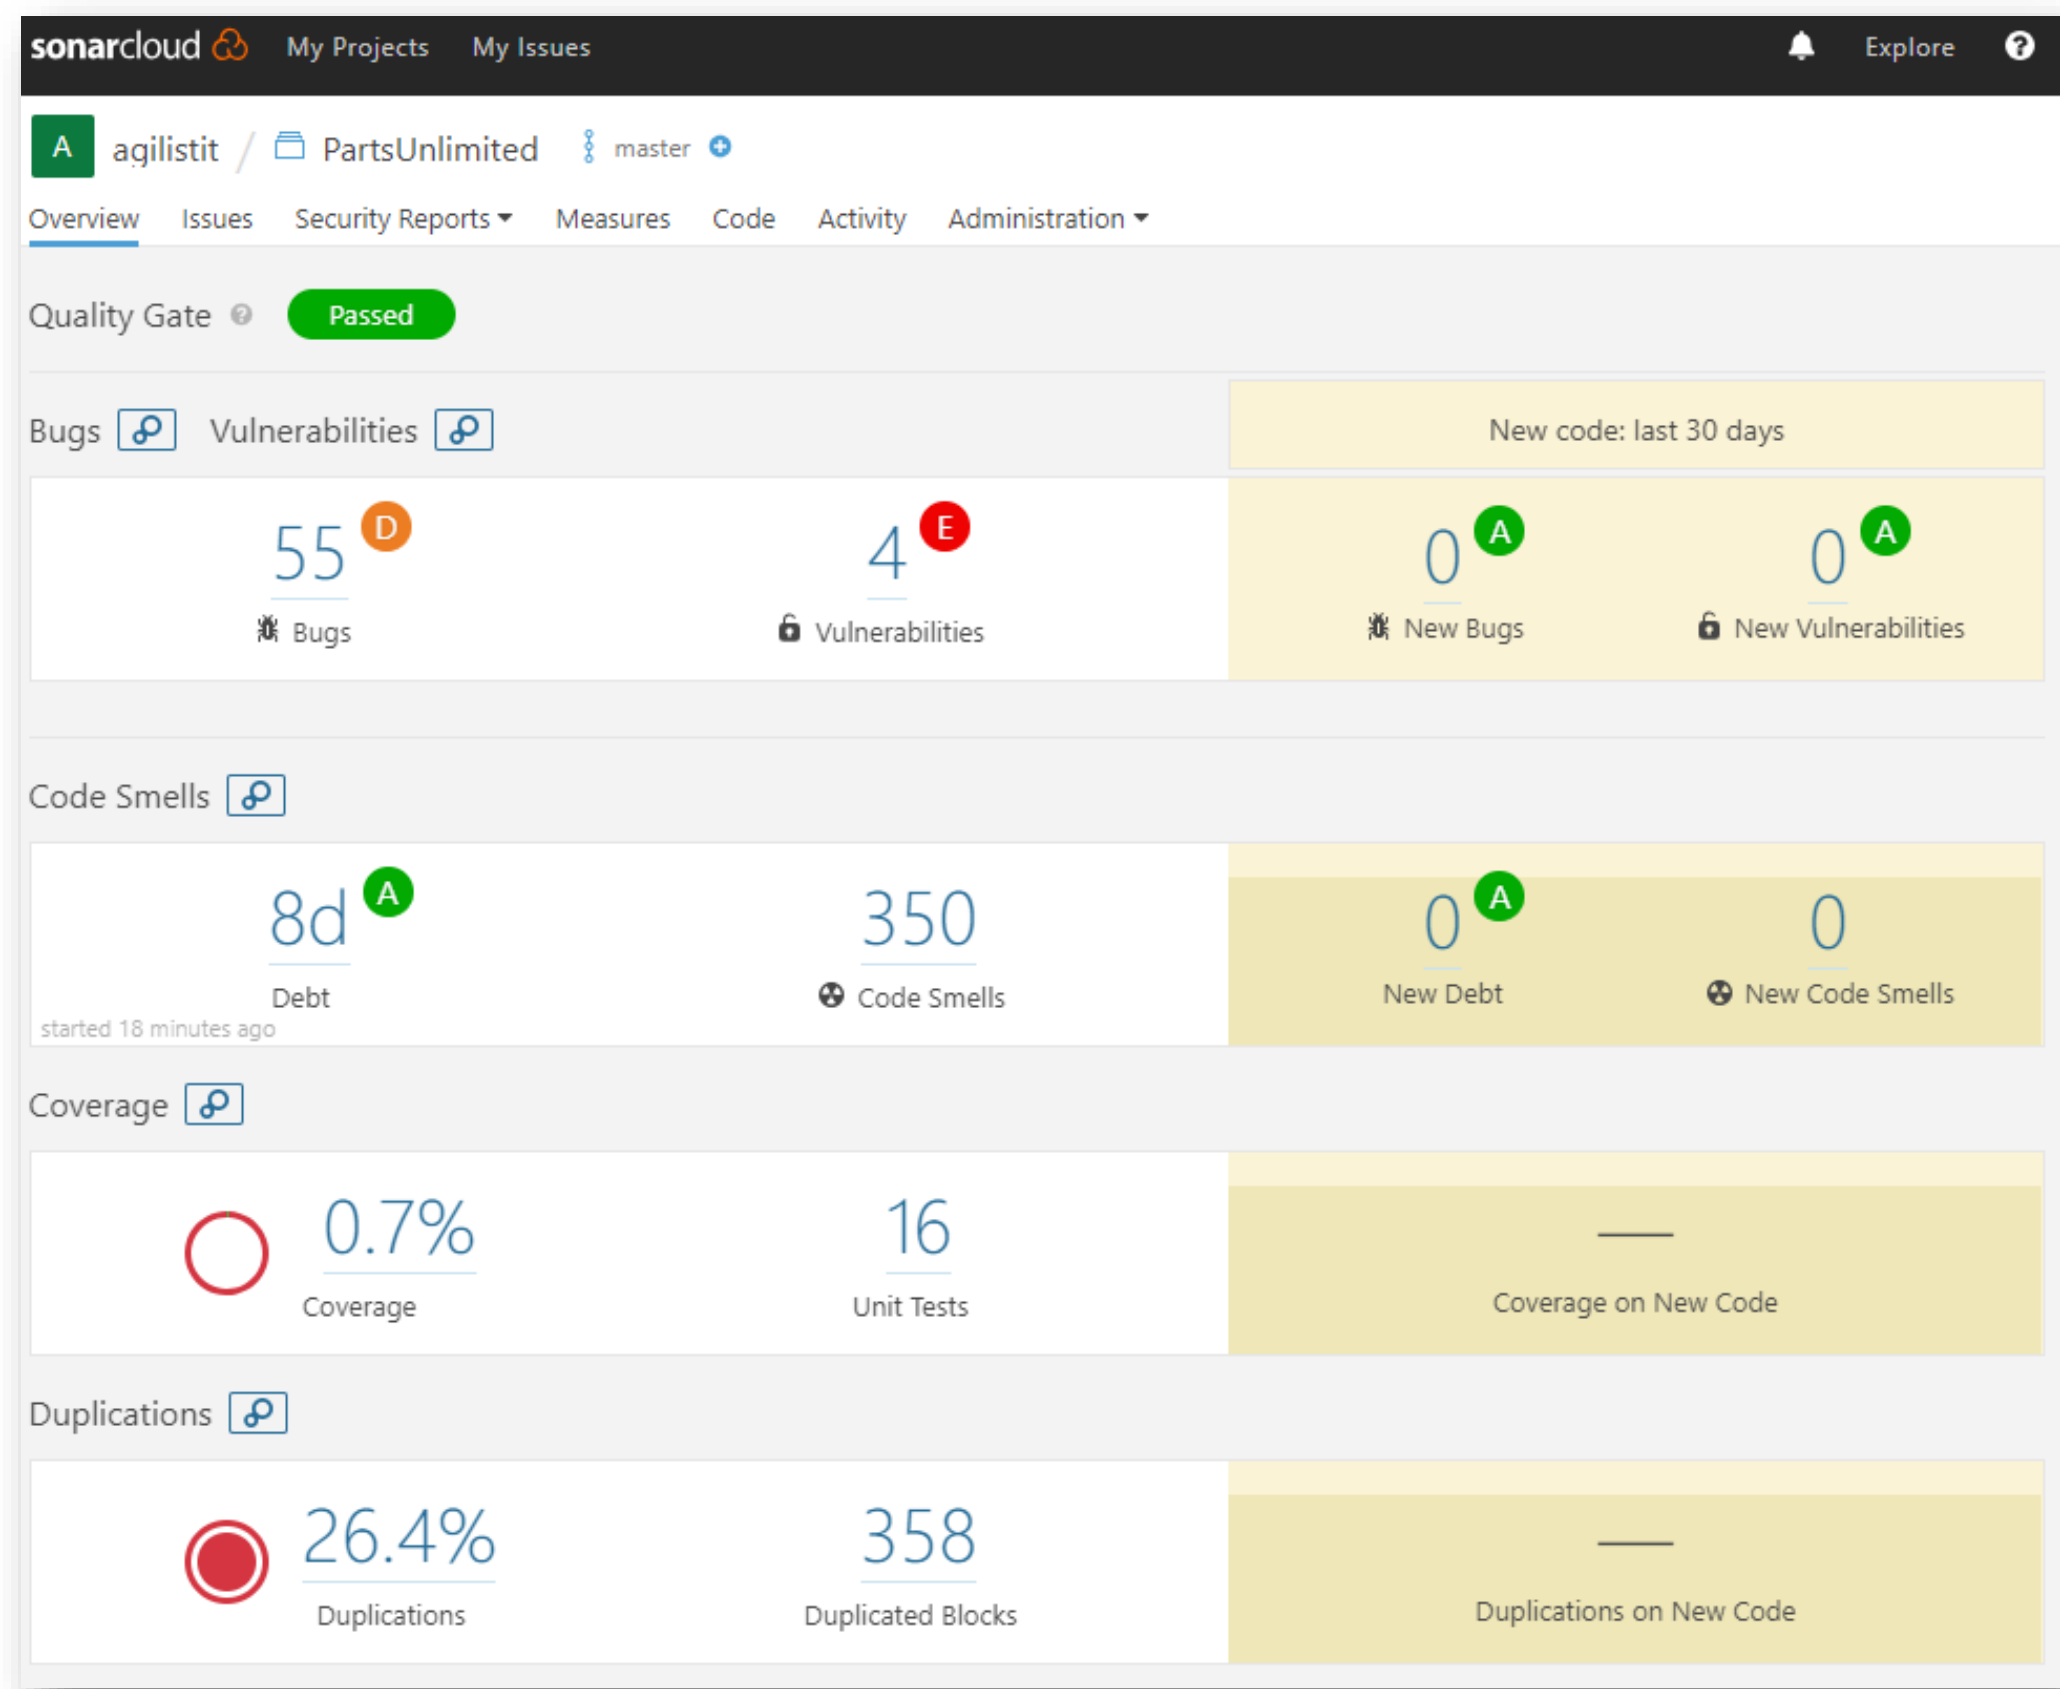 sonarcloud My Projects My Issues Explore ?
A agilistit / PartsUnlimited master +
Overview Issues Security Reports Measures Code Activity Administration
Quality Gate ? Passed
Bugs Vulnerabilities New code: last 30 days
55 D 4 E 0 A 0 A
Bugs Vulnerabilities New Bugs New Vulnerabilities
Code Smells
8d A 350 0 A 0
Debt Code Smells New Debt New Code Smells
started 18 minutes ago
Coverage
0.7% 16 —
Coverage Unit Tests Coverage on New Code
Duplications
26.4% 358 —
Duplications Duplicated Blocks Duplications on New Code